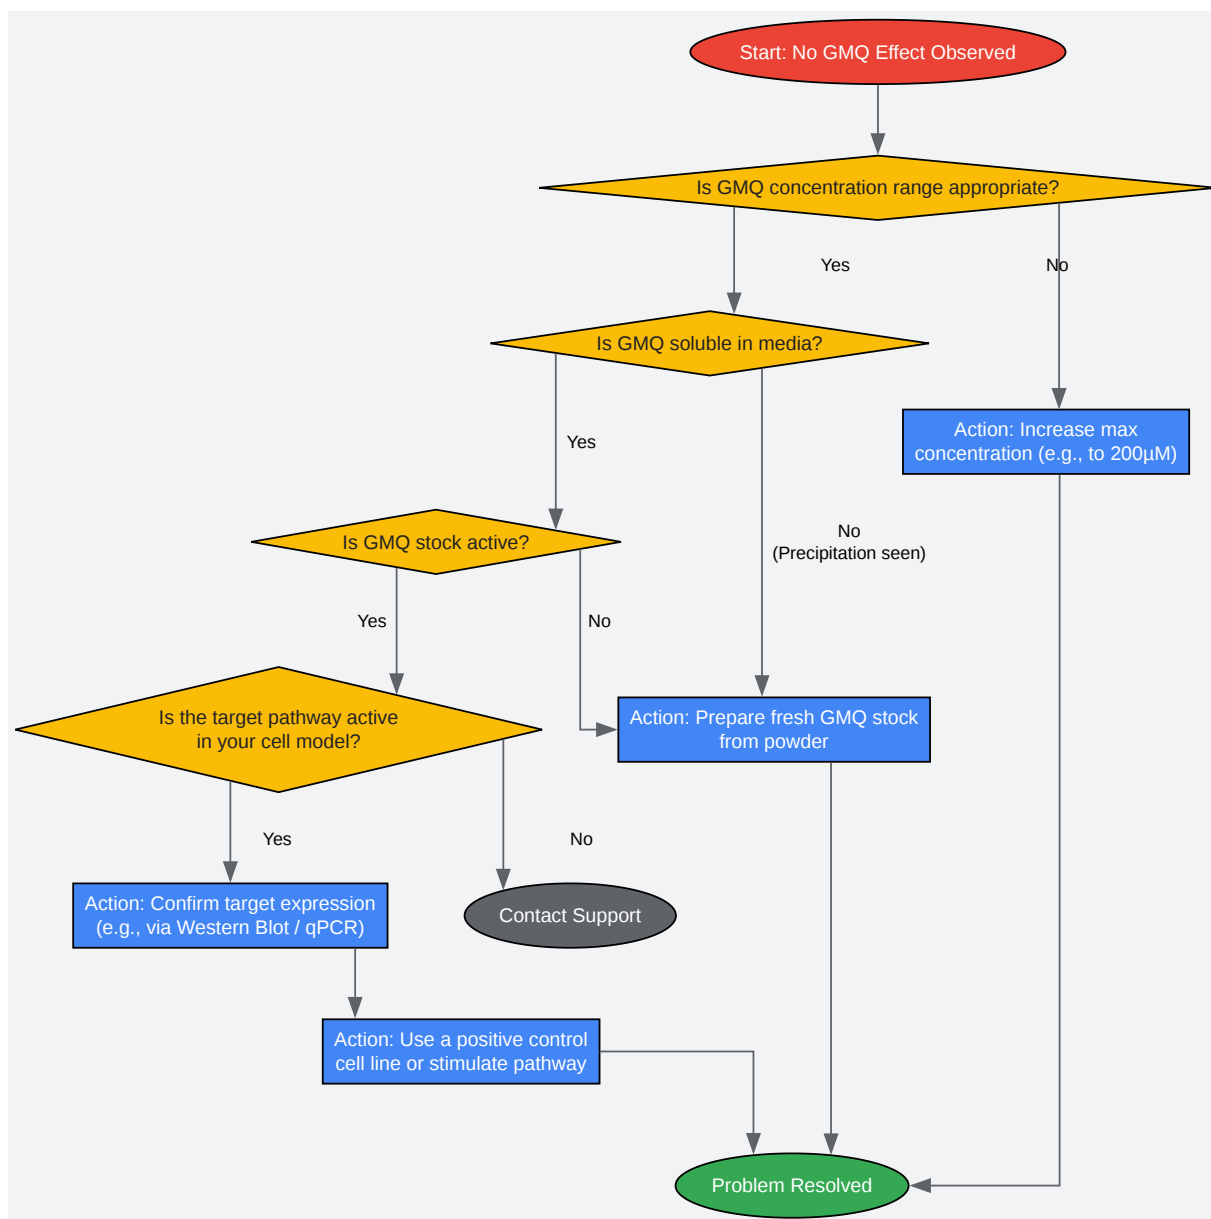 Start: No GMQ Effect Observed
Is GMQ concentration range appropriate?
Yes
No
Is GMQ soluble in media?
Action: Increase max
concentration (e.g., to 200µM)
Yes
No
(Precipitation seen)
Is GMQ stock active?
Yes
No
Is the target pathway active
in your cell model?
Action: Prepare fresh GMQ stock
from powder
Yes
No
Action: Confirm target expression
(e.g., via Western Blot / qPCR)
Contact Support
Action: Use a positive control
cell line or stimulate pathway
Problem Resolved